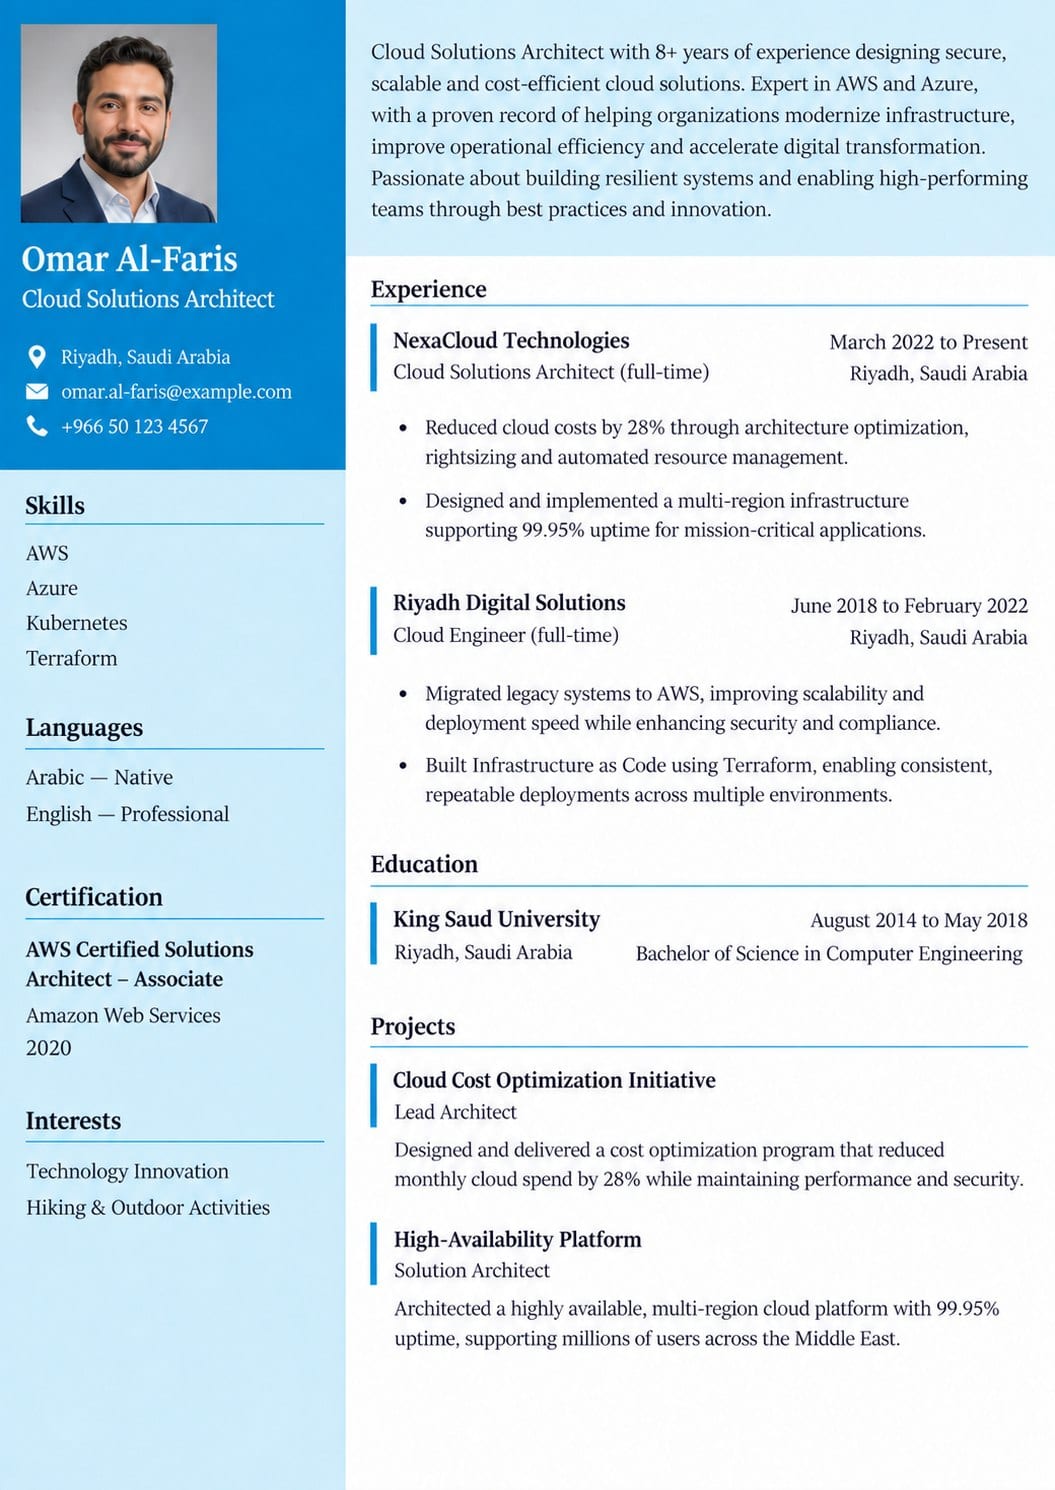 Omar Al-Faris
Cloud Solutions Architect
Riyadh, Saudi Arabia
omar.al-faris@example.com
+966 50 123 4567
Skills
AWS
Azure
Kubernetes
Terraform
Languages
Arabic — Native
English — Professional
Certification
AWS Certified Solutions
Architect – Associate
Amazon Web Services
2020
Interests
Technology Innovation
Hiking & Outdoor Activities
Cloud Solutions Architect with 8+ years of experience designing secure,
scalable and cost-efficient cloud solutions. Expert in AWS and Azure,
with a proven record of helping organizations modernize infrastructure,
improve operational efficiency and accelerate digital transformation.
Passionate about building resilient systems and enabling high-performing
teams through best practices and innovation.
Experience
NexaCloud Technologies March 2022 to Present
Cloud Solutions Architect (full-time) Riyadh, Saudi Arabia
• Reduced cloud costs by 28% through architecture optimization,
rightsizing and automated resource management.
• Designed and implemented a multi-region infrastructure
supporting 99.95% uptime for mission-critical applications.
Riyadh Digital Solutions June 2018 to February 2022
Cloud Engineer (full-time) Riyadh, Saudi Arabia
• Migrated legacy systems to AWS, improving scalability and
deployment speed while enhancing security and compliance.
• Built Infrastructure as Code using Terraform, enabling consistent,
repeatable deployments across multiple environments.
Education
King Saud University August 2014 to May 2018
Riyadh, Saudi Arabia Bachelor of Science in Computer Engineering
Projects
Cloud Cost Optimization Initiative
Lead Architect
Designed and delivered a cost optimization program that reduced
monthly cloud spend by 28% while maintaining performance and security.
High-Availability Platform
Solution Architect
Architected a highly available, multi-region cloud platform with 99.95%
uptime, supporting millions of users across the Middle East.